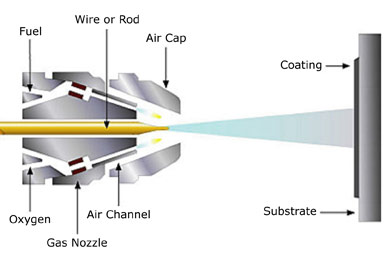 Wire or Rod
Fuel
Air Cap
Coating
Substrate
Oxygen
Air Channel
Gas Nozzle